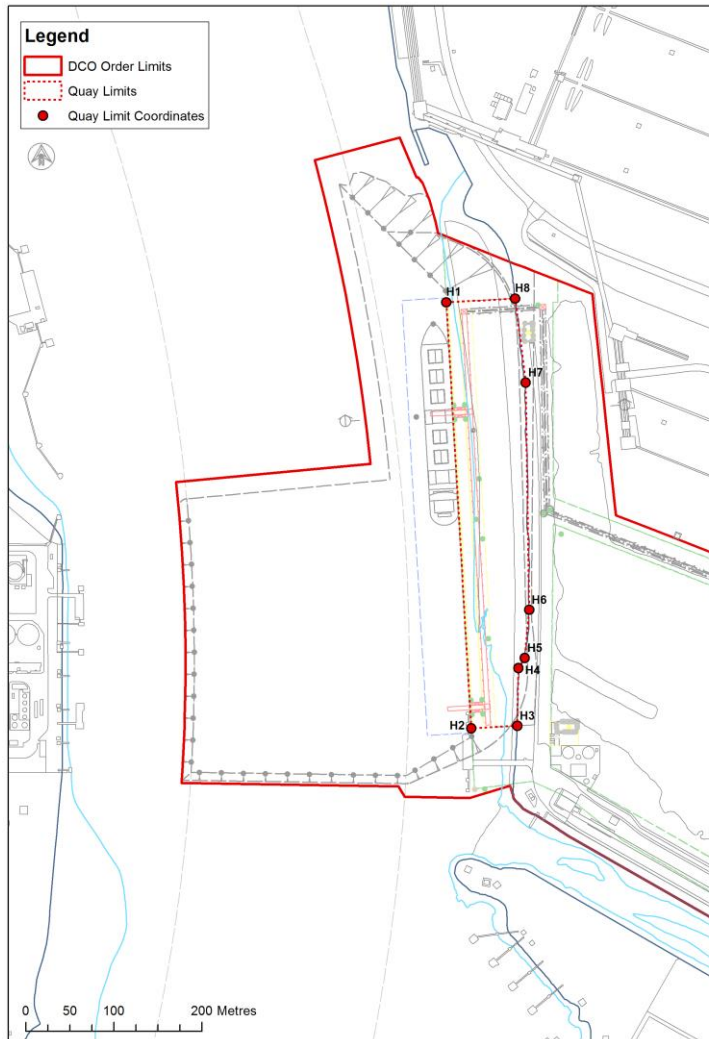 Legend
DCO Order Limits
Quay Limits
Quay Limit Coordinates
H1
H8
H7
H6
H5
H4
H3
H2
0 50 100 200 Metres